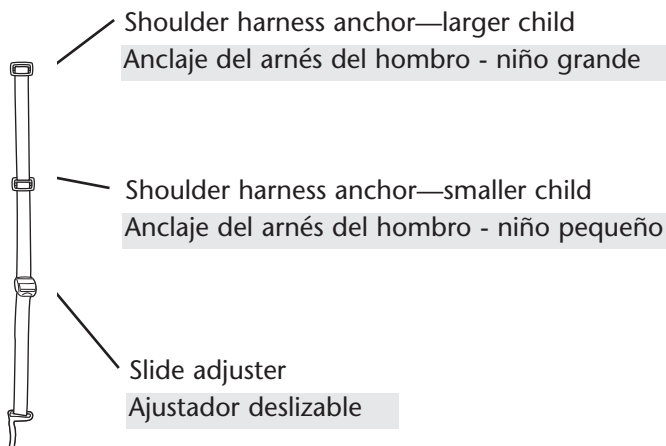 Shoulder harness anchor—larger child
Anclaje del arnés del hombro - niño grande
Shoulder harness anchor—smaller child
Anclaje del arnés del hombro - niño pequeño
Slide adjuster
Ajustador deslizable